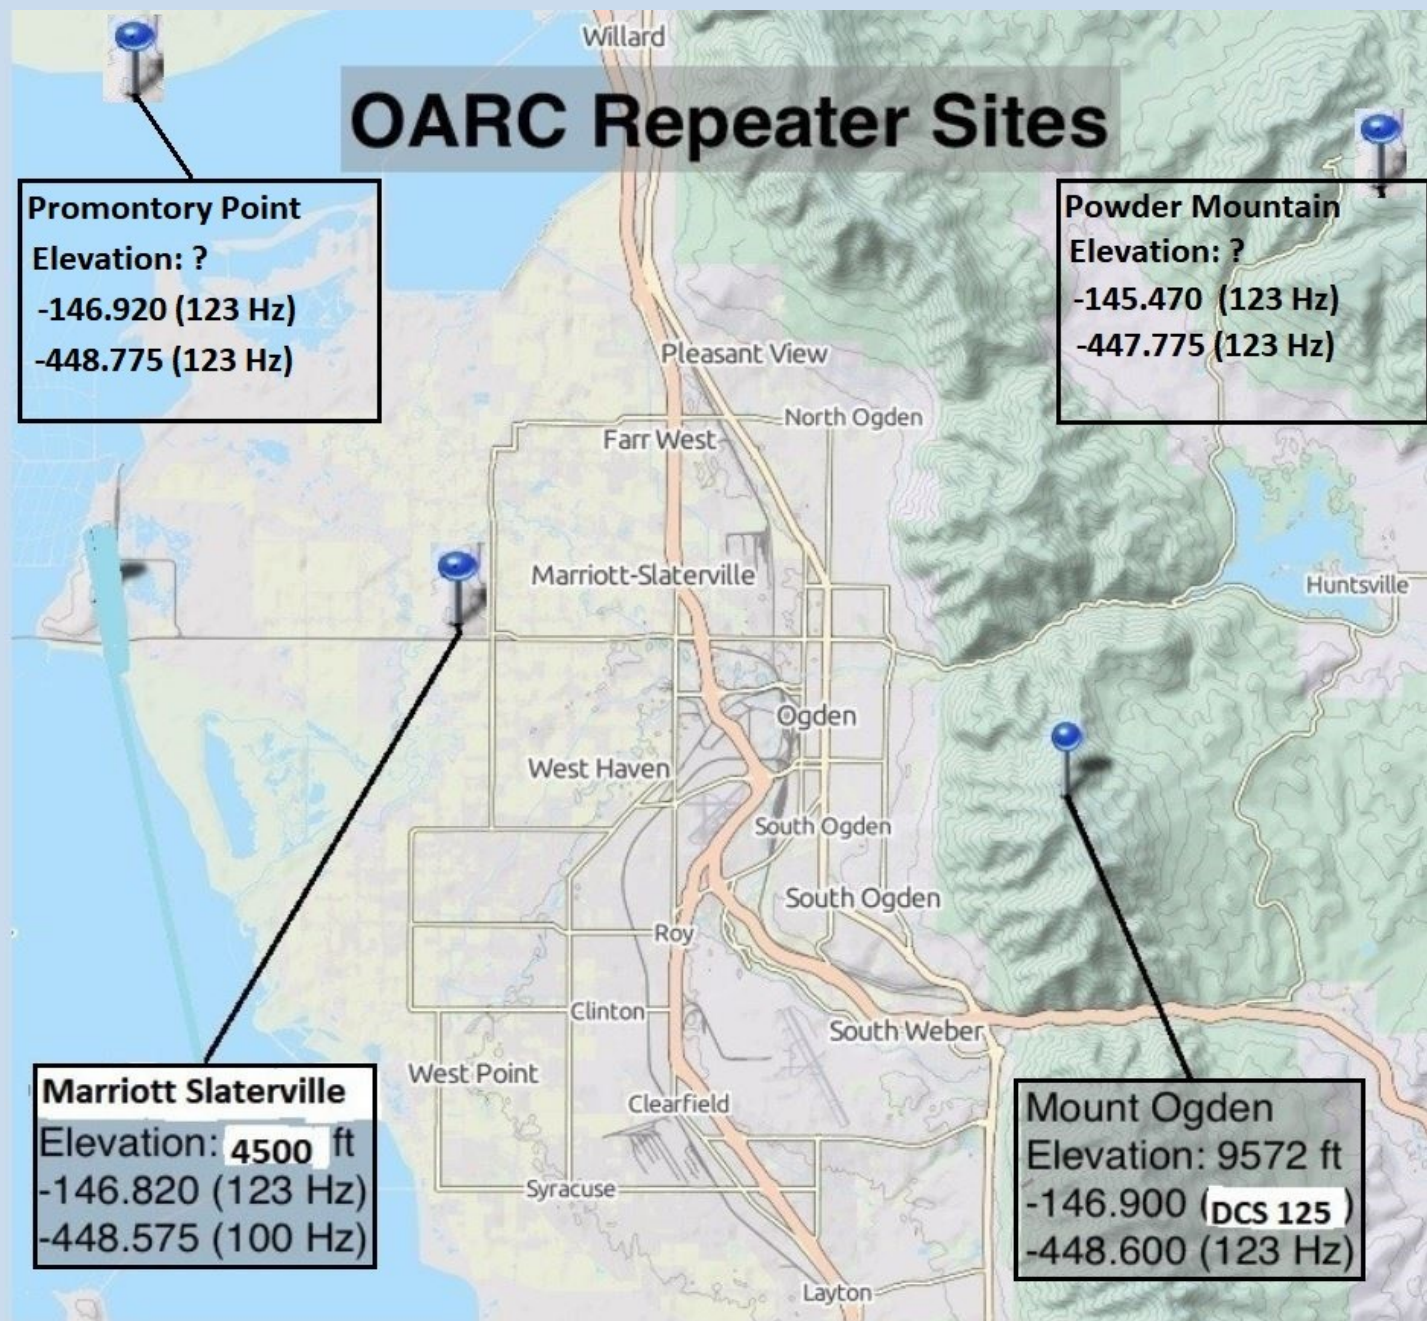 Willard
OARC Repeater Sites
Promontory Point
Elevation: ?
-146.920 (123 Hz)
-448.775 (123 Hz)
Powder Mountain
Elevation: ?
-145.470 (123 Hz)
-447.775 (123 Hz)
Pleasant View
North Ogden
Farr West
Marriott-Slaterville
Huntsville
Ogden
West Haven
South Ogden
South Ogden
Roy
Clinton
South Weber
West Point
Clearfield
Syracuse
Layton
Marriott Slaterville
Elevation: 4500 ft
-146.820 (123 Hz)
-448.575 (100 Hz)
Mount Ogden
Elevation: 9572 ft
-146.900 (DCS 125)
-448.600 (123 Hz)